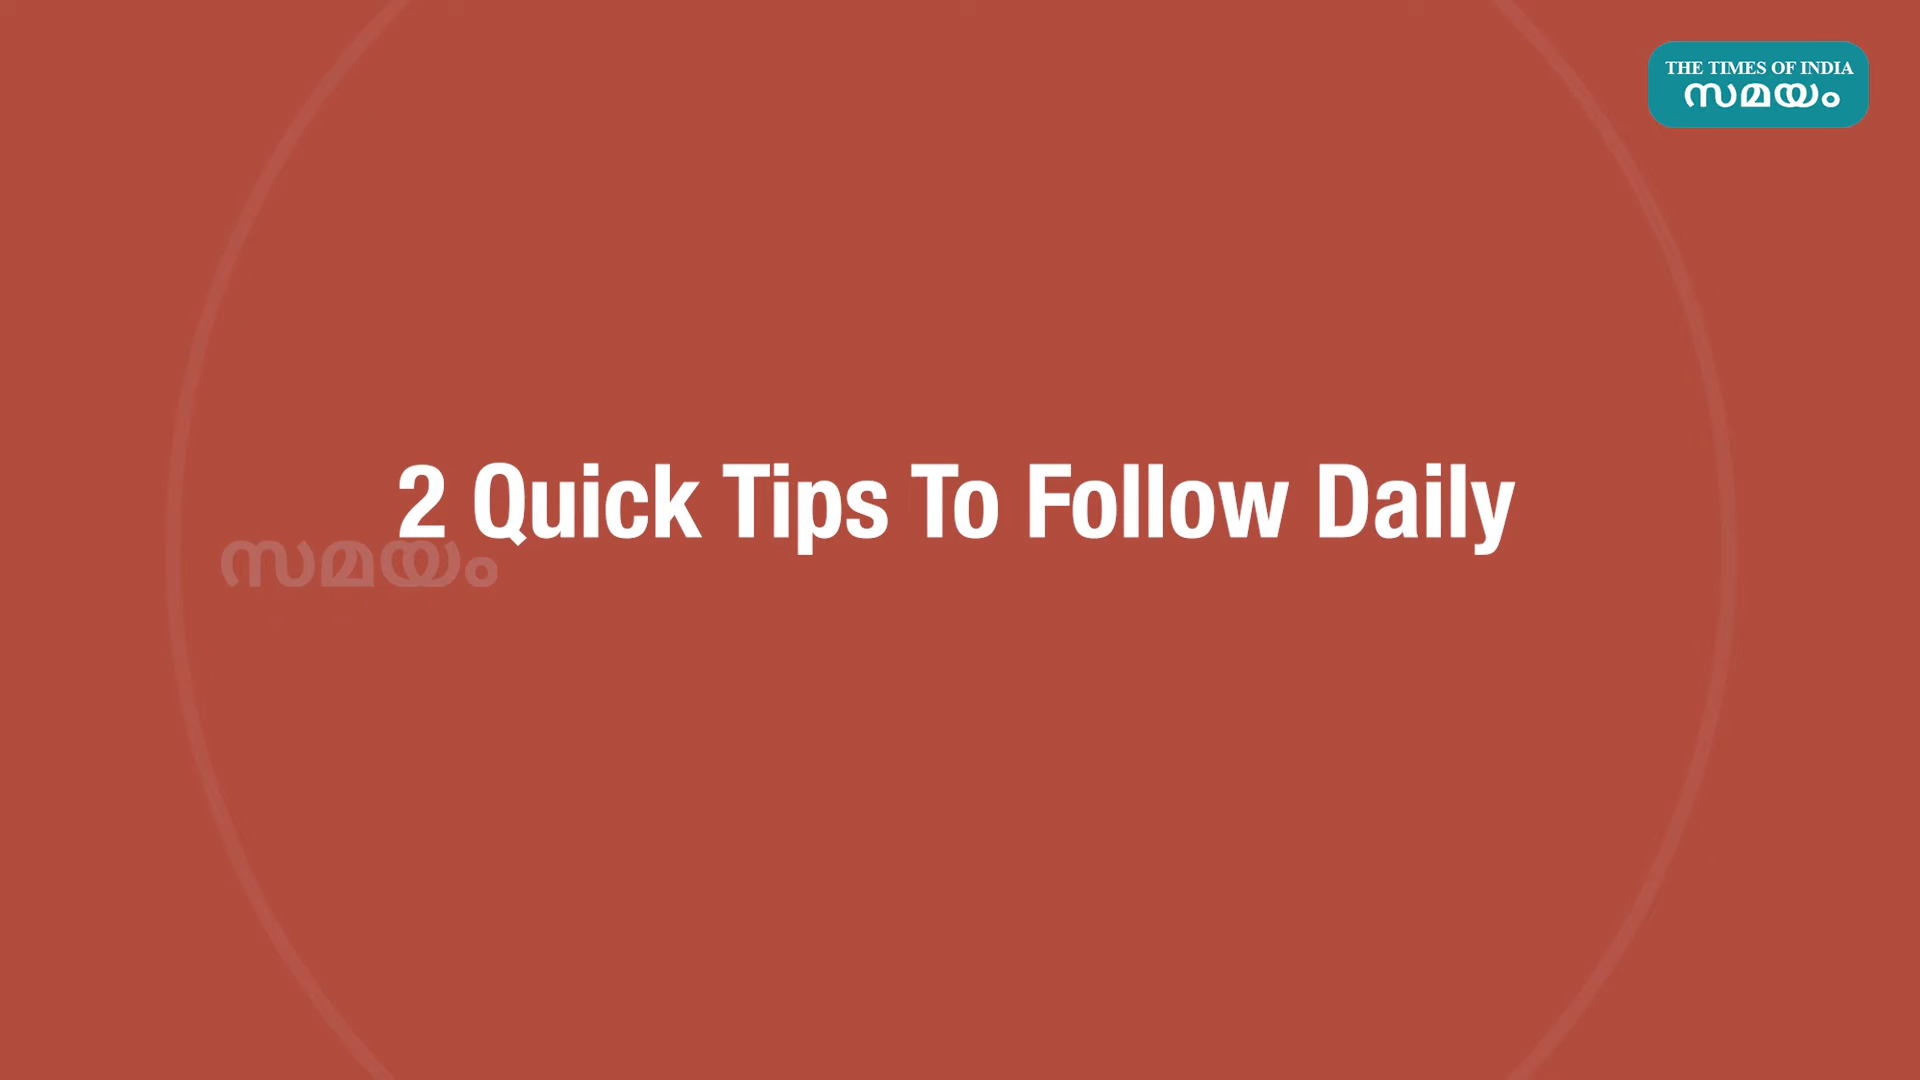 THE TIMES OF INDIA
സമയം
2 Quick Tips To Follow Daily
സമയം